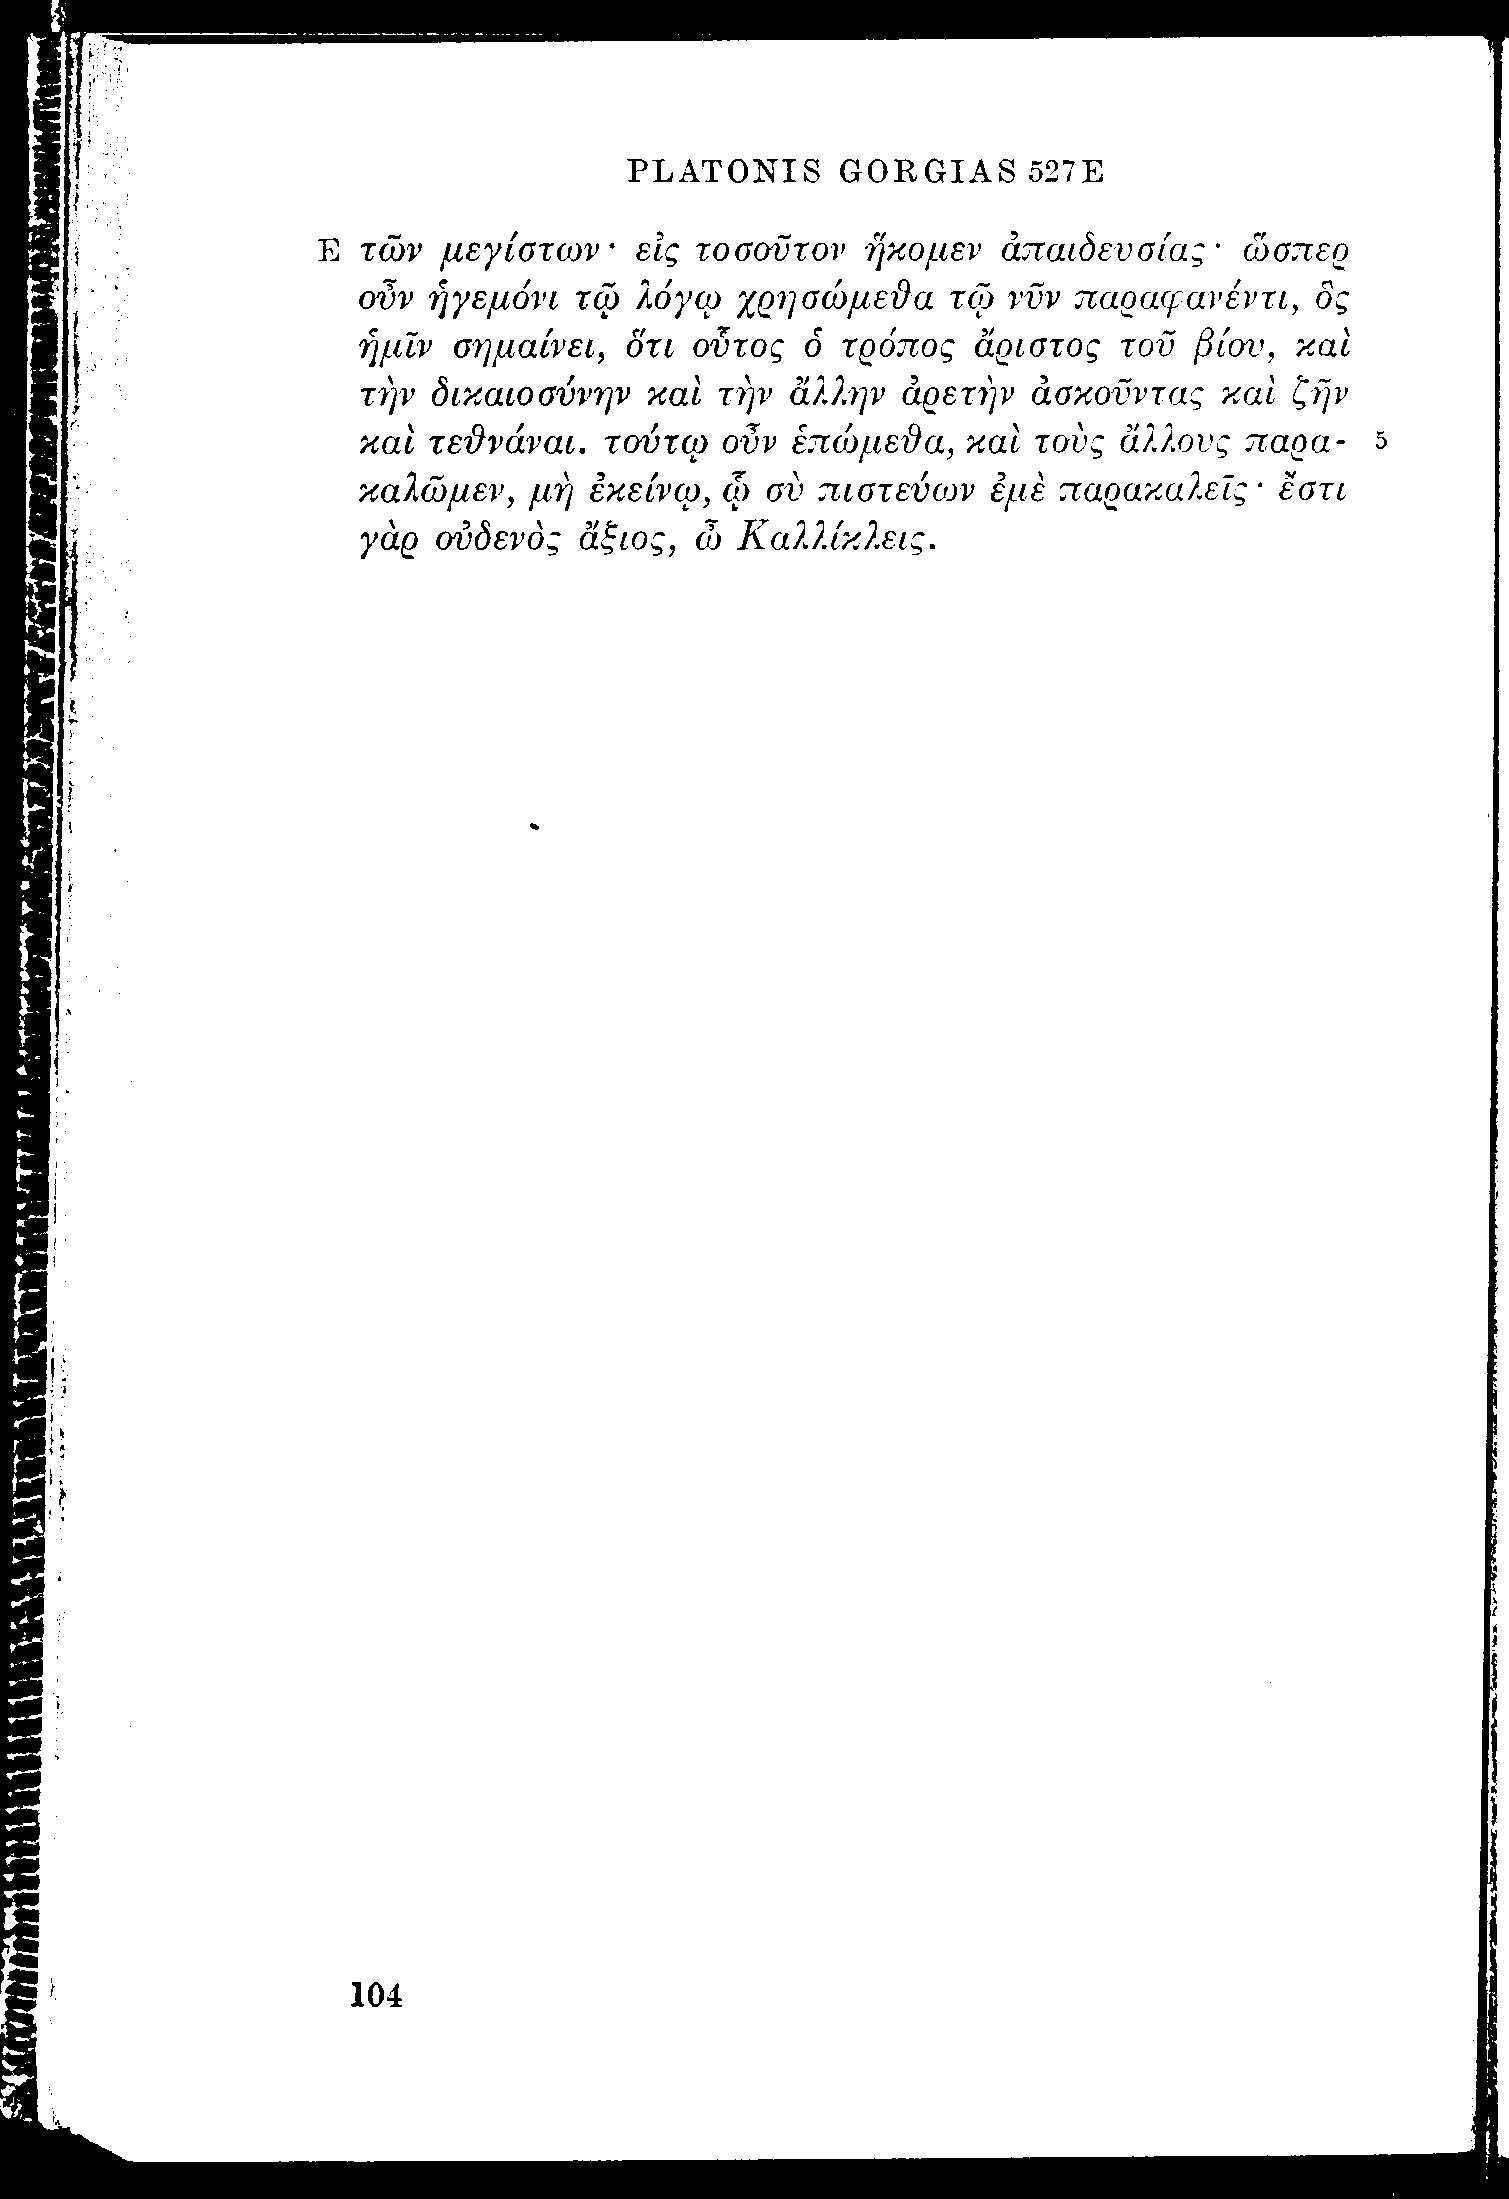 PLATONIS GORGIAS 527E
E τῶν μεγίστων· εἰς τοσοῦτον ἥκομεν ἀπαιδευσίας· ὥσπερ
οὖν ἡγεμόνι τῷ λόγῳ χρησώμεθα τῷ νῦν παραφανέντι, ὃς
ἡμῖν σημαίνει, ὅτι οὗτος ὁ τρόπος ἄριστος τοῦ βίου, καὶ
τὴν δικαιοσύνην καὶ τὴν ἄλλην ἀρετὴν ἀσκοῦντας καὶ ζῆν
καὶ τεθνάναι. τούτῳ οὖν ἑπώμεθα, καὶ τοὺς ἄλλους παρα- 5
καλῶμεν, μὴ ἐκείνῳ, ᾧ σὺ πιστεύων ἐμὲ παρακαλεῖς· ἔστι
γὰρ οὐδενὸς ἄξιος, ὦ Καλλίκλεις.
104